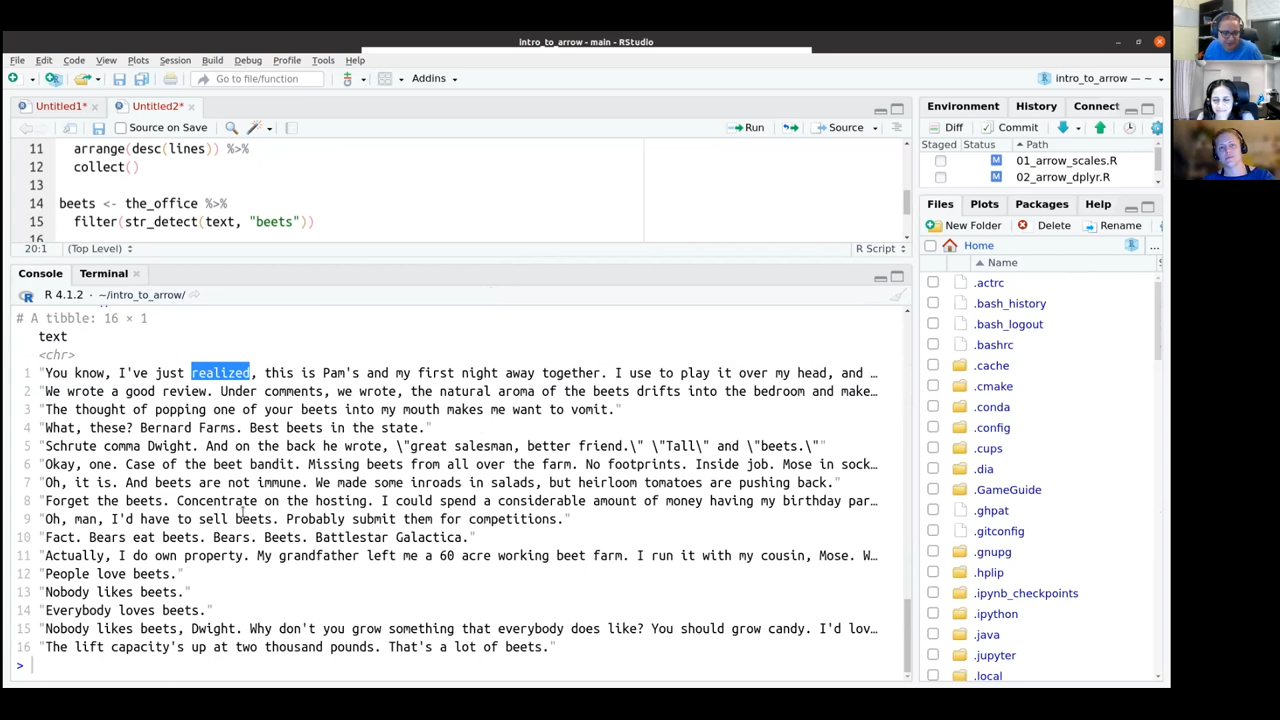 intro_to_arrow - main - RStudio
File Edit Code View Plots Session Build Debug Profile Tools Help
Go to file/function Addins intro_to_arrow — ~
Untitled1* Untitled2*
Source on Save Run Source
11 arrange(desc(lines)) %>%
12 collect()
13
14 beets <- the_office %>%
15 filter(str_detect(text, "beets"))
16
20:1 (Top Level) R Script
Console Terminal
R 4.1.2 · ~/intro_to_arrow/
# A tibble: 16 × 1
text
<chr>
1 "You know, I've just realized, this is Pam's and my first night away together. I use to play it over my head, and …
2 "We wrote a good review. Under comments, we wrote, the natural aroma of the beets drifts into the bedroom and make…
3 "The thought of popping one of your beets into my mouth makes me want to vomit."
4 "What, these? Bernard Farms. Best beets in the state."
5 "Schrute comma Dwight. And on the back he wrote, \"great salesman, better friend.\" \"Tall\" and \"beets.\""
6 "Okay, one. Case of the beet bandit. Missing beets from all over the farm. No footprints. Inside job. Mose in sock…
7 "Oh, it is. And beets are not immune. We made some inroads in salads, but heirloom tomatoes are pushing back."
8 "Forget the beets. Concentrate on the hosting. I could spend a considerable amount of money having my birthday par…
9 "Oh, man, I'd have to sell beets. Probably submit them for competitions."
10 "Fact. Bears eat beets. Bears. Beets. Battlestar Galactica."
11 "Actually, I do own property. My grandfather left me a 60 acre working beet farm. I run it with my cousin, Mose. W…
12 "People love beets."
13 "Nobody likes beets."
14 "Everybody loves beets."
15 "Nobody likes beets, Dwight. Why don't you grow something that everybody does like? You should grow candy. I'd lov…
16 "The lift capacity's up at two thousand pounds. That's a lot of beets."
>
Environment History Connect
Diff Commit
Staged Status Path
M 01_arrow_scales.R
M 02_arrow_dplyr.R
Files Plots Packages Help
New Folder Delete Rename
Home ...
Name
.actrc
.bash_history
.bash_logout
.bashrc
.cache
.cmake
.conda
.config
.cups
.dia
.GameGuide
.ghpat
.gitconfig
.gnupg
.hplip
.ipynb_checkpoints
.ipython
.java
.jupyter
.local